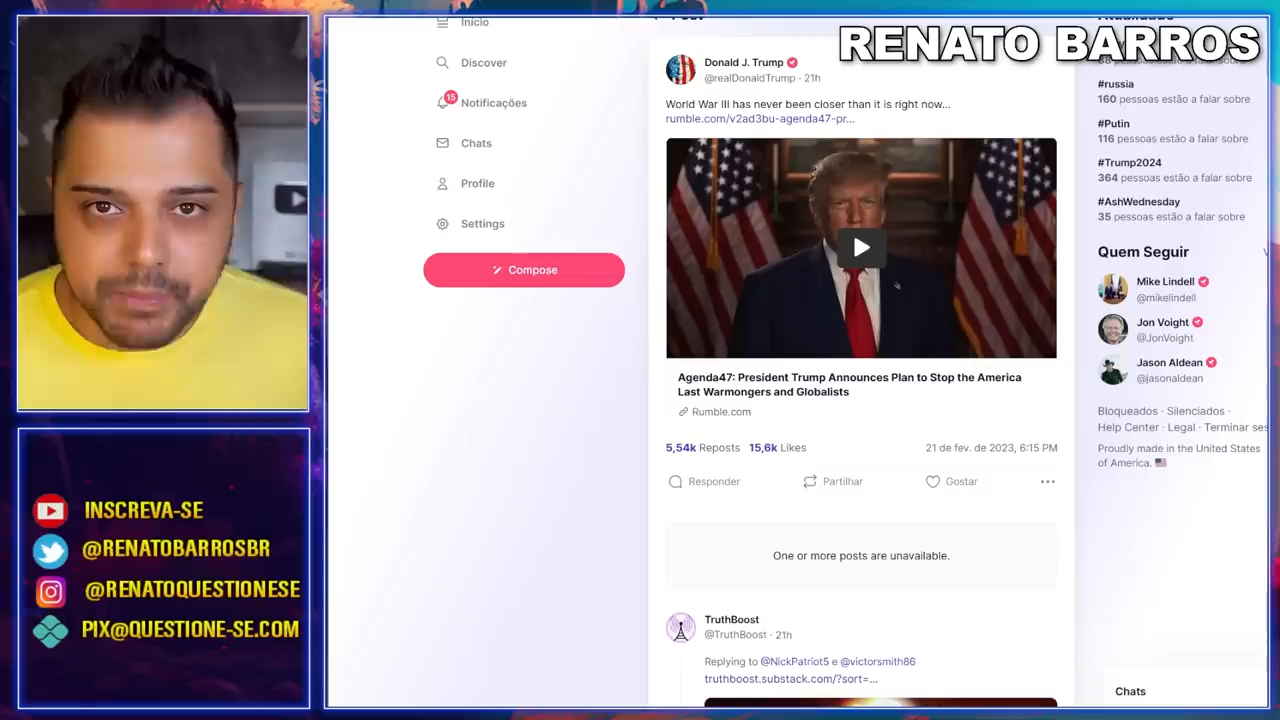 RENATO BARROS
INSCREVA-SE
@RENATOBARROSBR
@RENATOQUESTIONESE
PIX@QUESTIONE-SE.COM
Início
Discover
15
Notificações
Chats
Profile
Settings
Compose
Post
Donald J. Trump
@realDonaldTrump · 21h
World War III has never been closer than it is right now...
rumble.com/v2ad3bu-agenda47-pr...
Agenda47: President Trump Announces Plan to Stop the America
Last Warmongers and Globalists
Rumble.com
5,54k Reposts 15,6k Likes
21 de fev. de 2023, 6:15 PM
Responder
Partilhar
Gostar
One or more posts are unavailable.
TruthBoost
@TruthBoost · 21h
Replying to @NickPatriot5 e @victorsmith86
truthboost.substack.com/?sort=...
pessoas estão a falar sobre
#russia
160 pessoas estão a falar sobre
#Putin
116 pessoas estão a falar sobre
#Trump2024
364 pessoas estão a falar sobre
#AshWednesday
35 pessoas estão a falar sobre
Quem Seguir
Mike Lindell
@mikelindell
Jon Voight
@JonVoight
Jason Aldean
@jasonaldean
Bloqueados · Silenciados ·
Help Center · Legal · Terminar ses
Proudly made in the United States
of America.
Chats